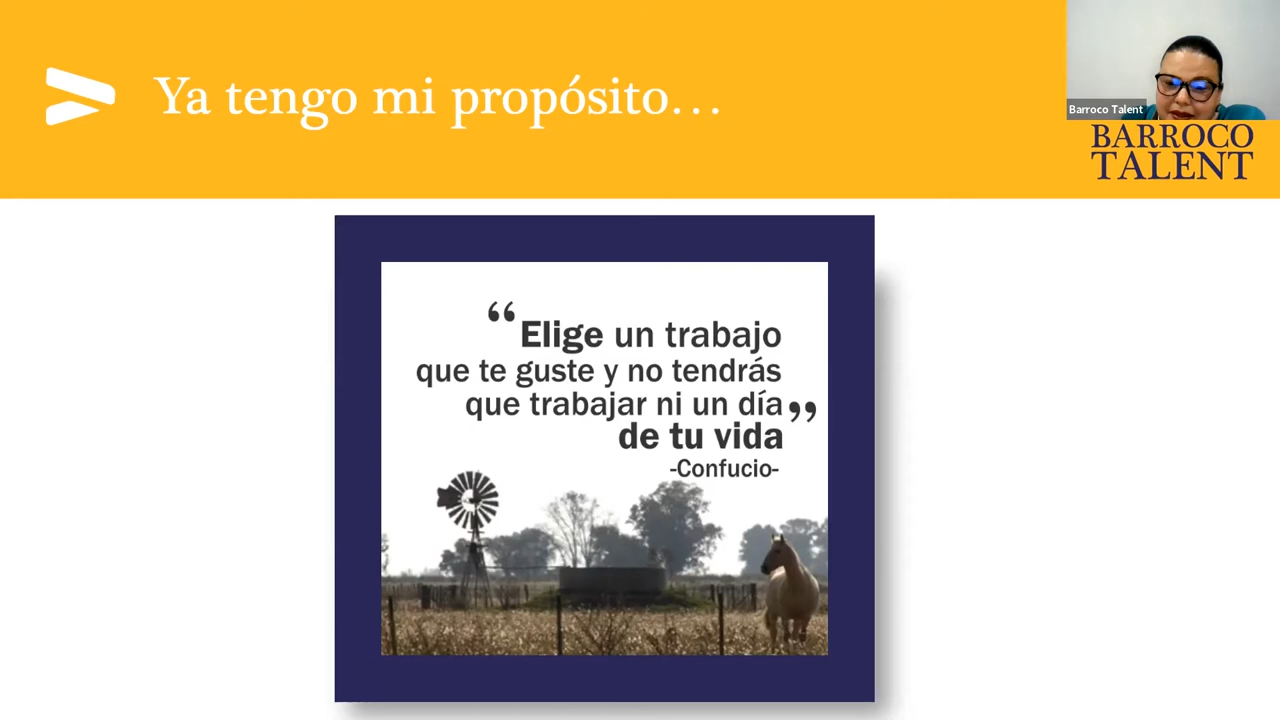 Ya tengo mi propósito…
Barroco Talent
BARROCO
TALENT
“Elige un trabajo
que te guste y no tendrás
que trabajar ni un día”
de tu vida
-Confucio-